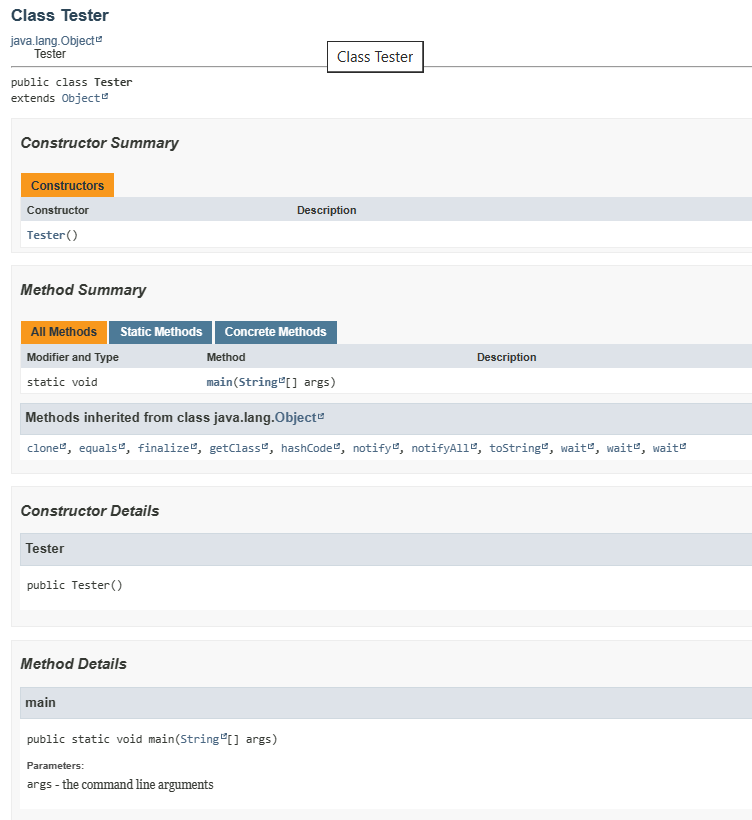 Class Tester
java.lang.Object
Tester
Class Tester
public class Tester
extends Object
Constructor Summary
Constructors
Constructor Description
Tester()
Method Summary
All Methods Static Methods Concrete Methods
Modifier and Type Method Description
static void main(String[] args)
Methods inherited from class java.lang.Object
clone, equals, finalize, getClass, hashCode, notify, notifyAll, toString, wait, wait, wait
Constructor Details
Tester
public Tester()
Method Details
main
public static void main(String[] args)
Parameters:
args - the command line arguments